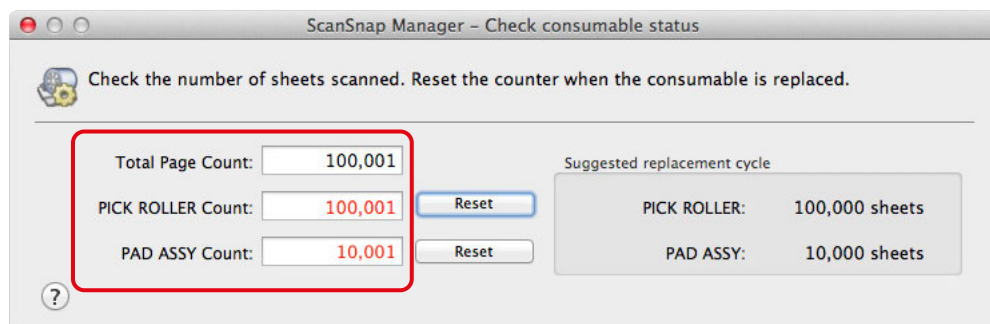 ScanSnap Manager – Check consumable status
Check the number of sheets scanned. Reset the counter when the consumable is replaced.
Total Page Count: 100,001 Suggested replacement cycle
PICK ROLLER Count: 100,001 Reset PICK ROLLER: 100,000 sheets
PAD ASSY Count: 10,001 Reset PAD ASSY: 10,000 sheets
?